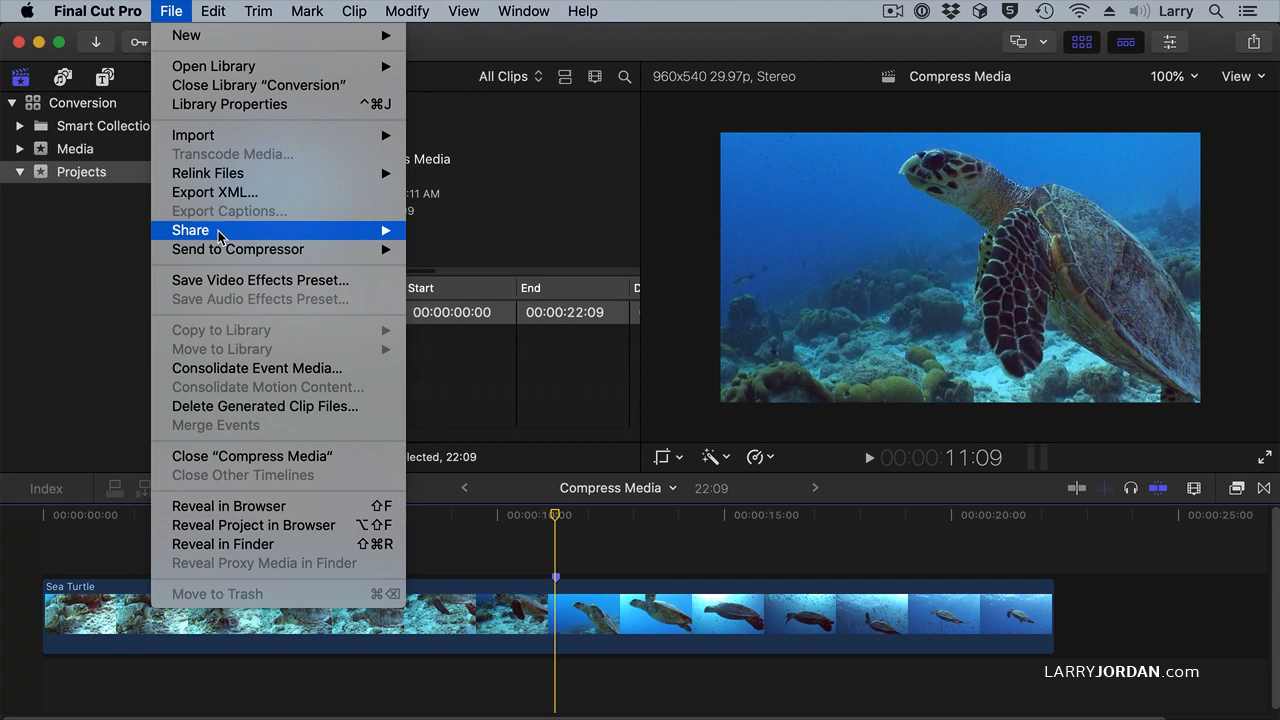 Final Cut Pro File Edit Trim Mark Clip Modify View Window Help Larry
New
Open Library
Close Library “Conversion”
Library Properties ^⌘J
Import
Transcode Media...
Relink Files
Export XML...
Export Captions...
Share
Send to Compressor
Save Video Effects Preset...
Save Audio Effects Preset...
Copy to Library
Move to Library
Consolidate Event Media...
Consolidate Motion Content...
Delete Generated Clip Files...
Merge Events
Close “Compress Media”
Close Other Timelines
Reveal in Browser ⇧F
Reveal Project in Browser ⌥⇧F
Reveal in Finder ⇧⌘R
Reveal Proxy Media in Finder
Move to Trash ⌘⌫
Conversion
Smart Collectio
Media
Projects
All Clips
s Media
:11 AM
09
Start End D
00:00:00:00 00:00:22:09
elected, 22:09
960x540 29.97p, Stereo Compress Media 100% View
00:00:11:09
Index Compress Media 22:09
00:00:00:00 00:00:10:00 00:00:15:00 00:00:20:00 00:00:25:00
Sea Turtle
LARRYJORDAN.com